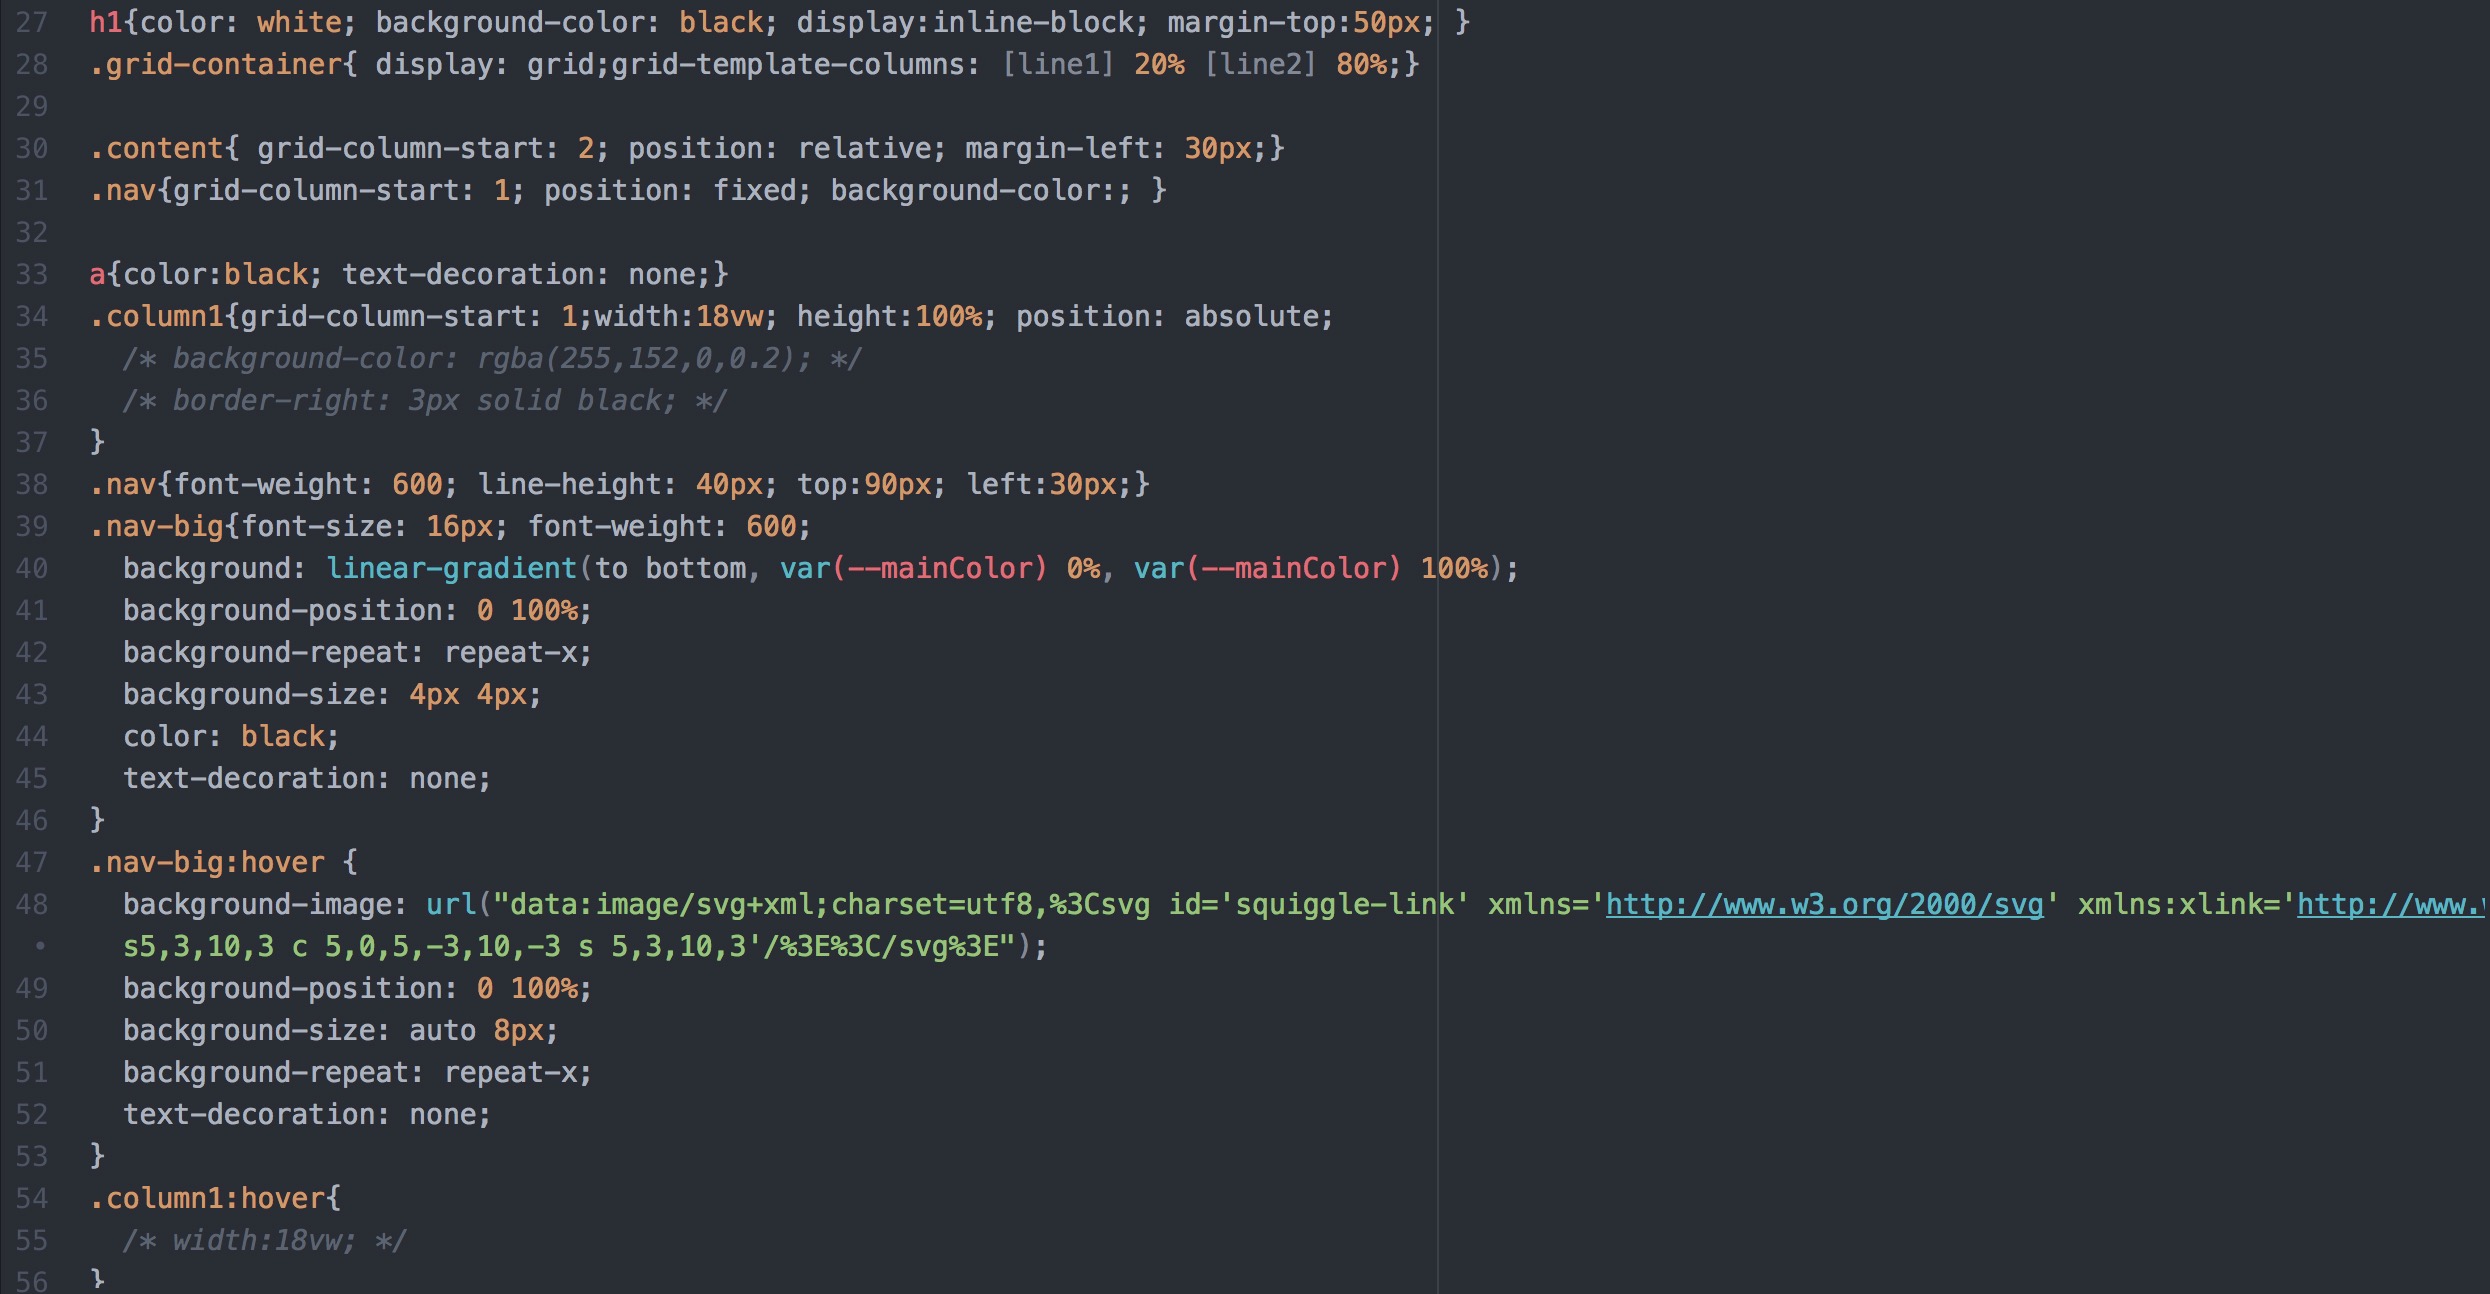 27 h1{color: white; background-color: black; display:inline-block; margin-top:50px; }
28 .grid-container{ display: grid;grid-template-columns: [line1] 20% [line2] 80%;}
29
30 .content{ grid-column-start: 2; position: relative; margin-left: 30px;}
31 .nav{grid-column-start: 1; position: fixed; background-color:; }
32
33 a{color:black; text-decoration: none;}
34 .column1{grid-column-start: 1;width:18vw; height:100%; position: absolute;
35 /* background-color: rgba(255,152,0,0.2); */
36 /* border-right: 3px solid black; */
37 }
38 .nav{font-weight: 600; line-height: 40px; top:90px; left:30px;}
39 .nav-big{font-size: 16px; font-weight: 600;
40 background: linear-gradient(to bottom, var(--mainColor) 0%, var(--mainColor) 100%);
41 background-position: 0 100%;
42 background-repeat: repeat-x;
43 background-size: 4px 4px;
44 color: black;
45 text-decoration: none;
46 }
47 .nav-big:hover {
48 background-image: url("data:image/svg+xml;charset=utf8,%3Csvg id='squiggle-link' xmlns='http://www.w3.org/2000/svg' xmlns:xlink='http://www.
• s5,3,10,3 c 5,0,5,-3,10,-3 s 5,3,10,3'/%3E%3C/svg%3E");
49 background-position: 0 100%;
50 background-size: auto 8px;
51 background-repeat: repeat-x;
52 text-decoration: none;
53 }
54 .column1:hover{
55 /* width:18vw; */
56 }